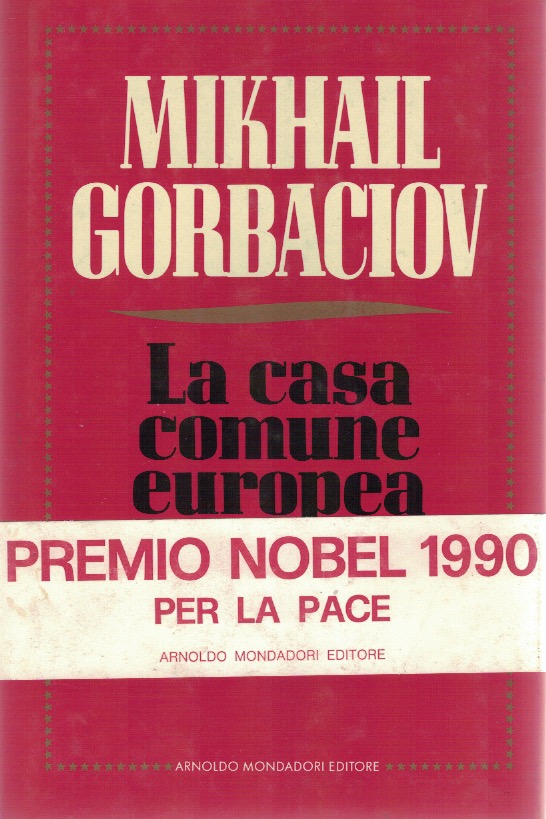 MIKHAIL
GORBACIOV
La casa
comune
europea
PREMIO NOBEL 1990
PER LA PACE
ARNOLDO MONDADORI EDITORE
ARNOLDO MONDADORI EDITORE